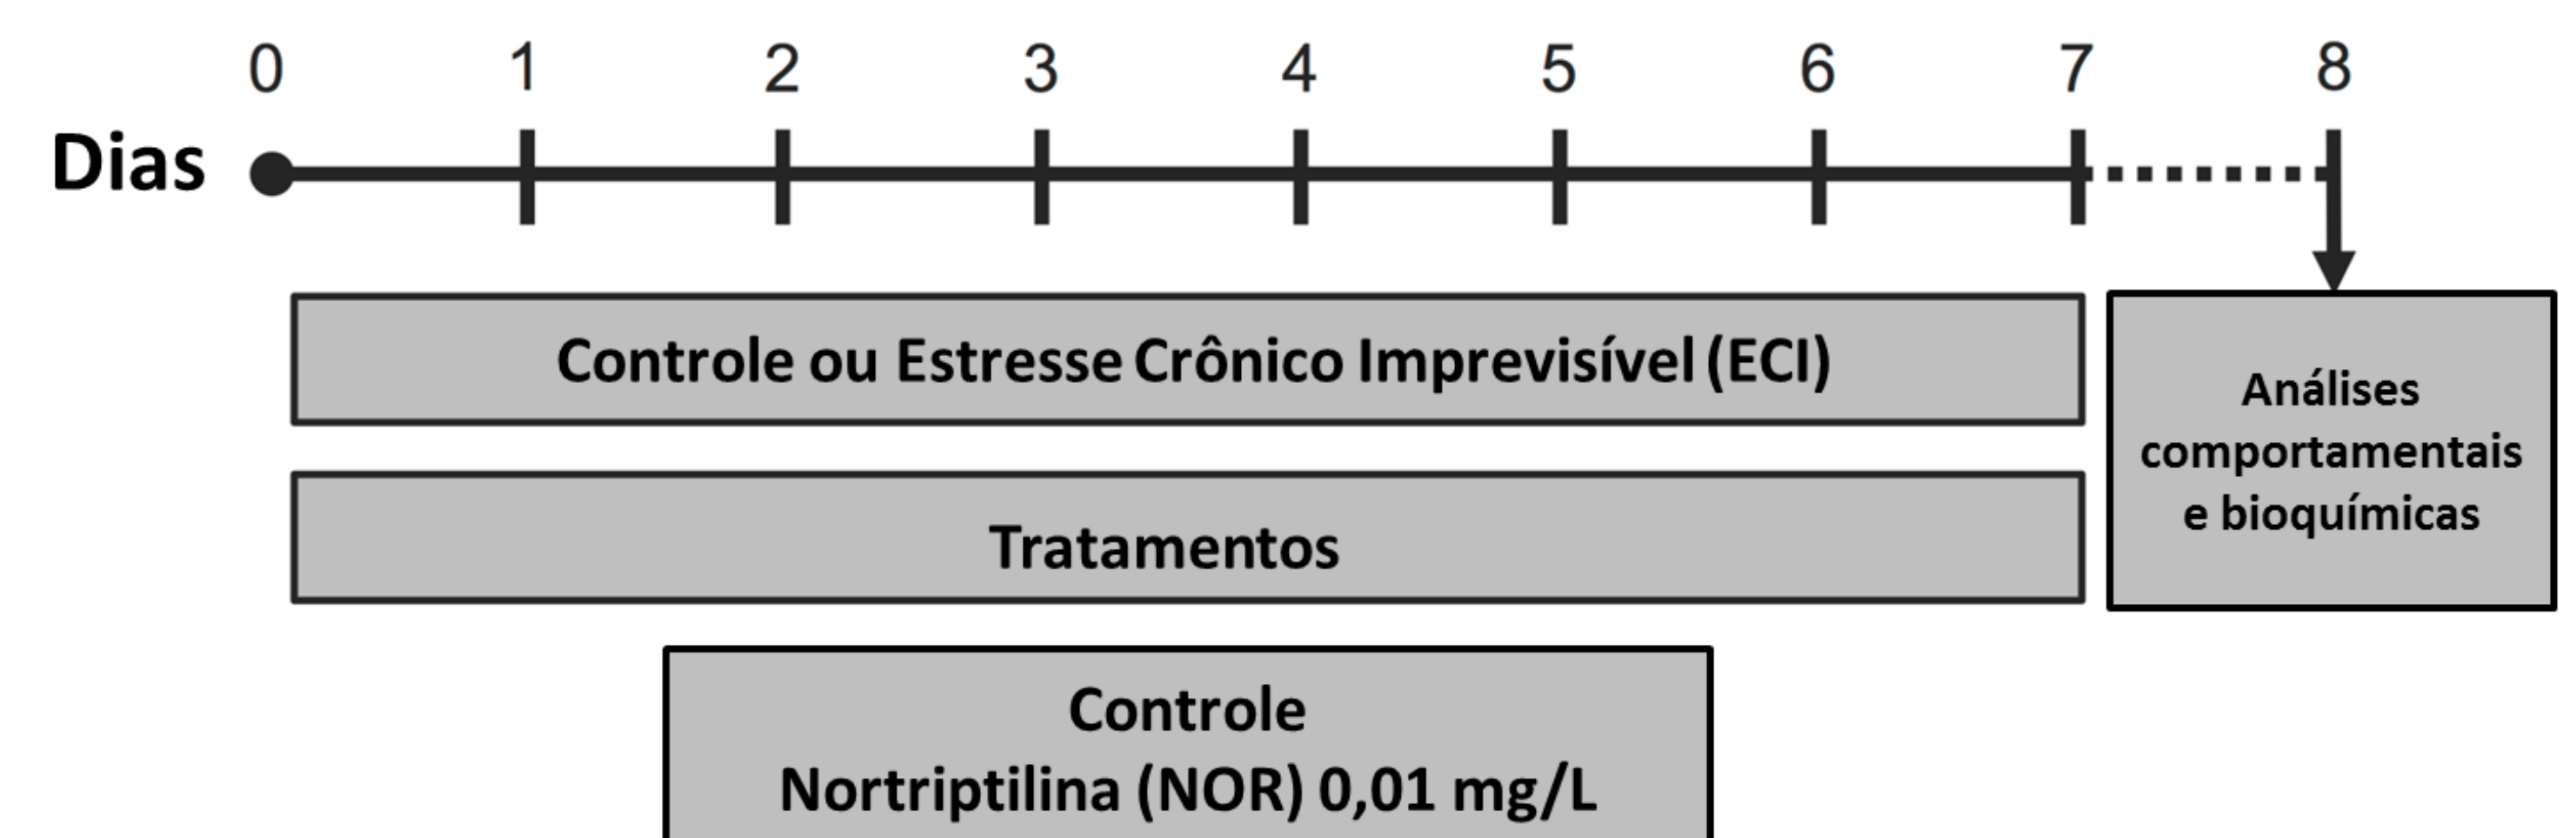 0 1 2 3 4 5 6 7 8
Dias
Controle ou Estresse Crônico Imprevisível (ECI)
Tratamentos
Análises
comportamentais
e bioquímicas
Controle
Nortriptilina (NOR) 0,01 mg/L